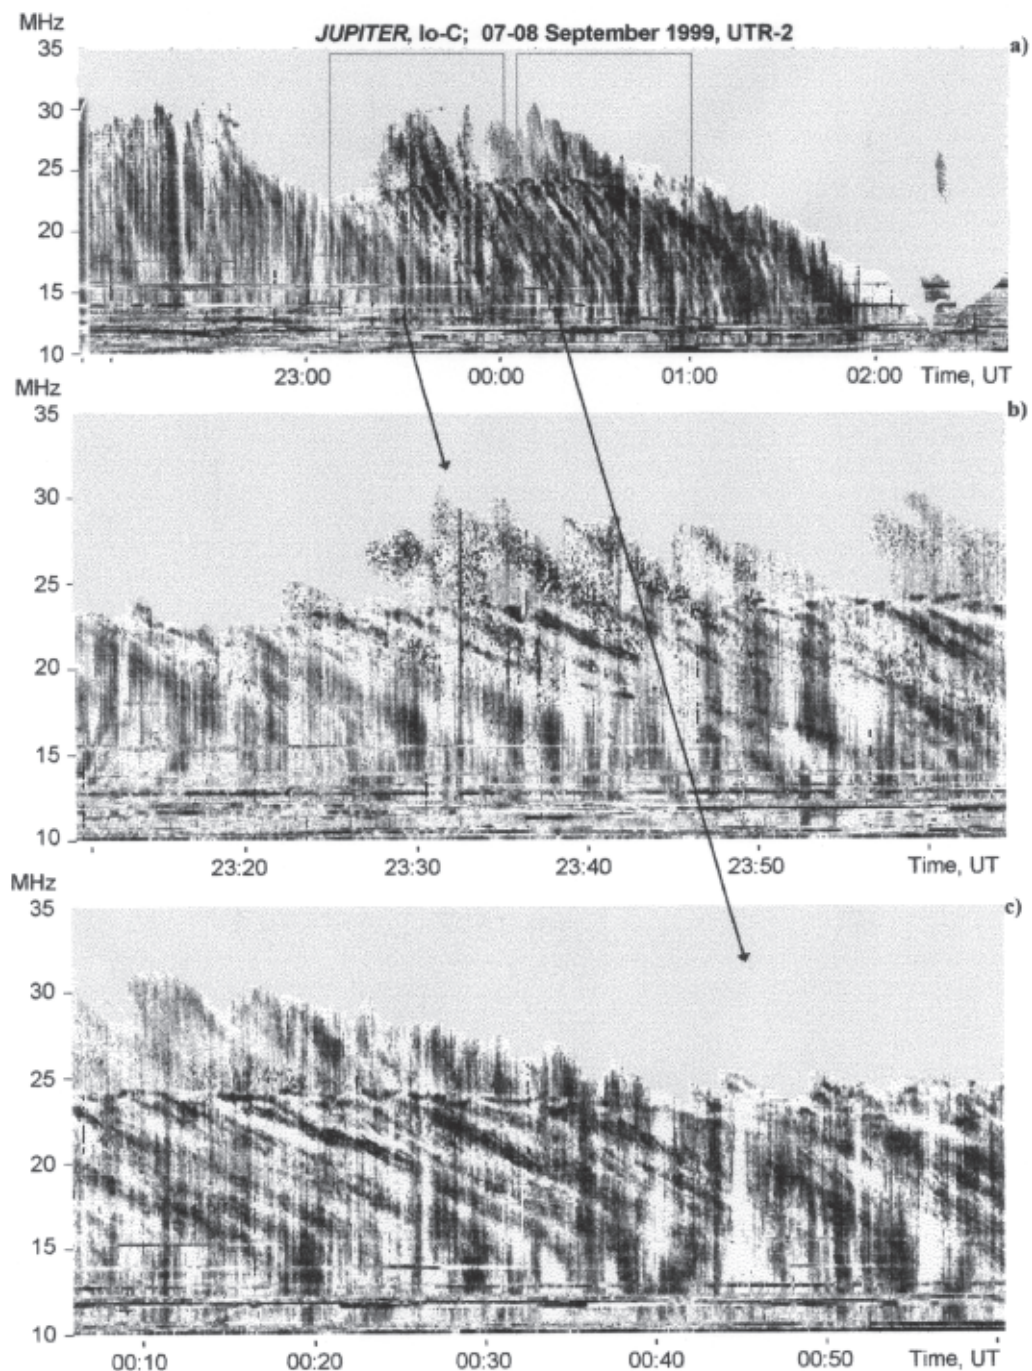 MHz
JUPITER, Io-C; 07-08 September 1999, UTR-2
a)
35
30
25
20
15
10
23:00 00:00 01:00 02:00 Time, UT
MHz
b)
35
30
25
20
15
10
23:20 23:30 23:40 23:50 Time, UT
MHz
c)
35
30
25
20
15
10
00:10 00:20 00:30 00:40 00:50 Time, UT